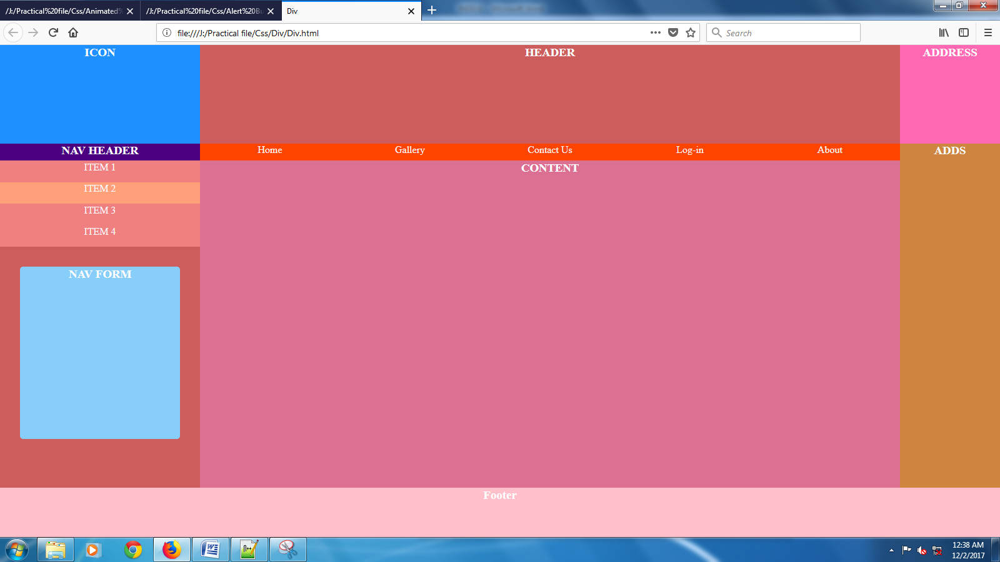 /J:/Practical%20file/Css/Animated%
/J:/Practical%20file/Css/Alert%20Bu
Div
file:///J:/Practical file/Css/Div/Div.html
Search
ICON
HEADER
ADDRESS
NAV HEADER
Home
Gallery
Contact Us
Log-in
About
ADDS
ITEM 1
CONTENT
ITEM 2
ITEM 3
ITEM 4
NAV FORM
Footer
12:38 AM
12/2/2017